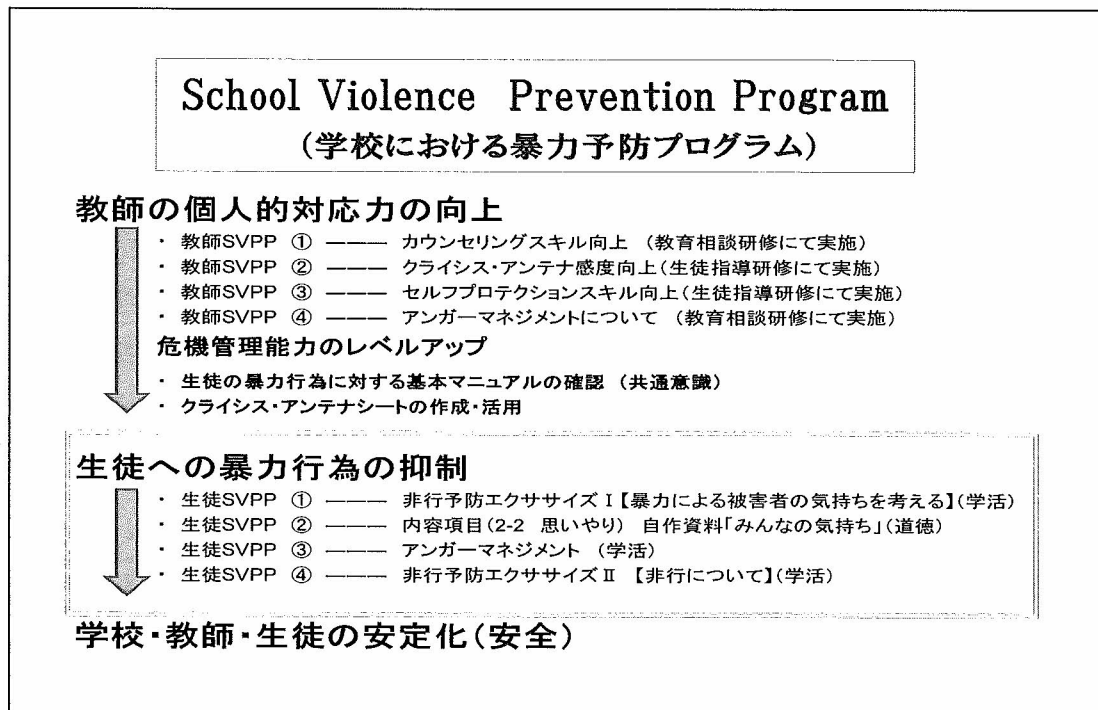 School Violence Prevention Program
(学校における暴力予防プログラム)
教師の個人的対応力の向上
・ 教師SVPP ① ――― カウンセリングスキル向上 (教育相談研修にて実施)
・ 教師SVPP ② ――― クライシス・アンテナ感度向上(生徒指導研修にて実施)
・ 教師SVPP ③ ――― セルフプロテクションスキル向上(生徒指導研修にて実施)
・ 教師SVPP ④ ――― アンガーマネジメントについて (教育相談研修にて実施)
危機管理能力のレベルアップ
・ 生徒の暴力行為に対する基本マニュアルの確認 (共通意識)
・ クライシス・アンテナシートの作成・活用
生徒への暴力行為の抑制
・ 生徒SVPP ① ――― 非行予防エクササイズⅠ【暴力による被害者の気持ちを考える】(学活)
・ 生徒SVPP ② ――― 内容項目(2-2 思いやり) 自作資料「みんなの気持ち」(道徳)
・ 生徒SVPP ③ ――― アンガーマネジメント (学活)
・ 生徒SVPP ④ ――― 非行予防エクササイズⅡ 【非行について】(学活)
学校・教師・生徒の安定化(安全)